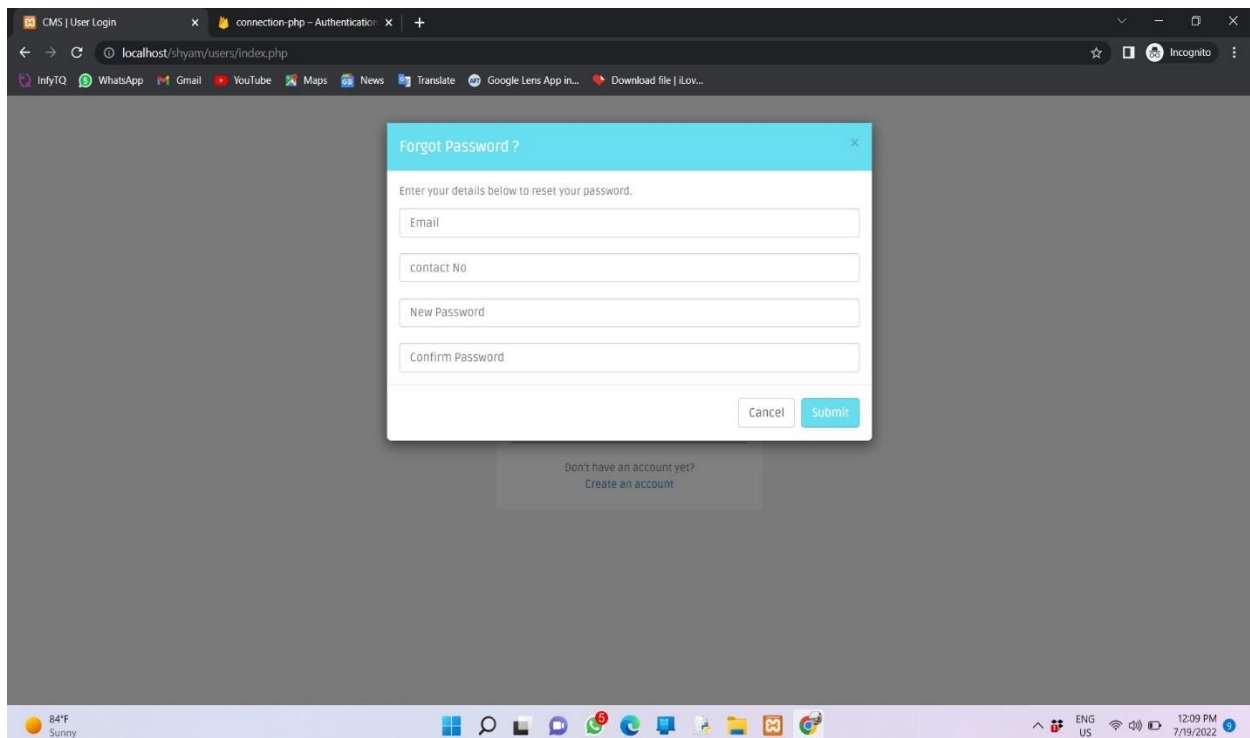 CMS | User Login
connection-php – Authentication
localhost/shyam/users/index.php
Incognito
InfyTQ WhatsApp Gmail YouTube Maps News Translate Google Lens App in... Download file | iLov...
Forgot Password ?
Enter your details below to reset your password.
Email
contact No
New Password
Confirm Password
Cancel Submit
Don't have an account yet?
Create an account
84°F
Sunny
5
ENG
US
12:09 PM
7/19/2022
9